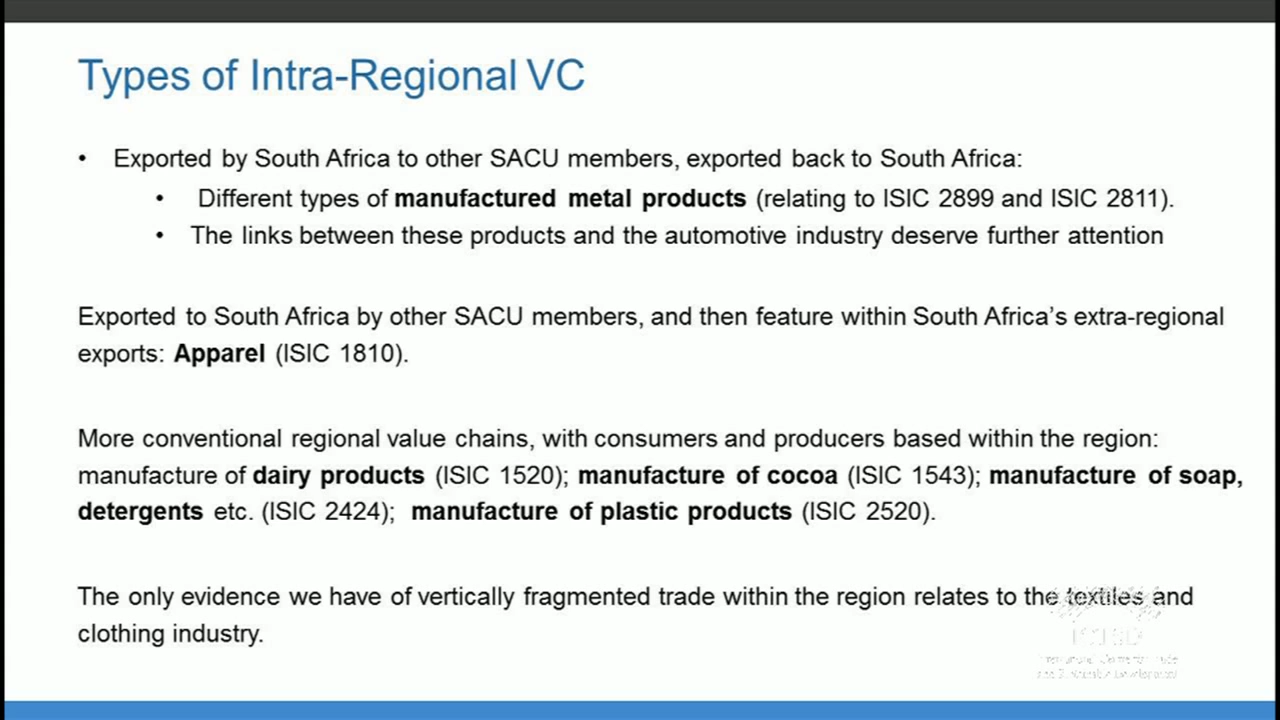 Types of Intra-Regional VC
• Exported by South Africa to other SACU members, exported back to South Africa:
• Different types of manufactured metal products (relating to ISIC 2899 and ISIC 2811).
• The links between these products and the automotive industry deserve further attention
Exported to South Africa by other SACU members, and then feature within South Africa's extra-regional
exports: Apparel (ISIC 1810).
More conventional regional value chains, with consumers and producers based within the region:
manufacture of dairy products (ISIC 1520); manufacture of cocoa (ISIC 1543); manufacture of soap,
detergents etc. (ISIC 2424); manufacture of plastic products (ISIC 2520).
The only evidence we have of vertically fragmented trade within the region relates to the textiles and
clothing industry.